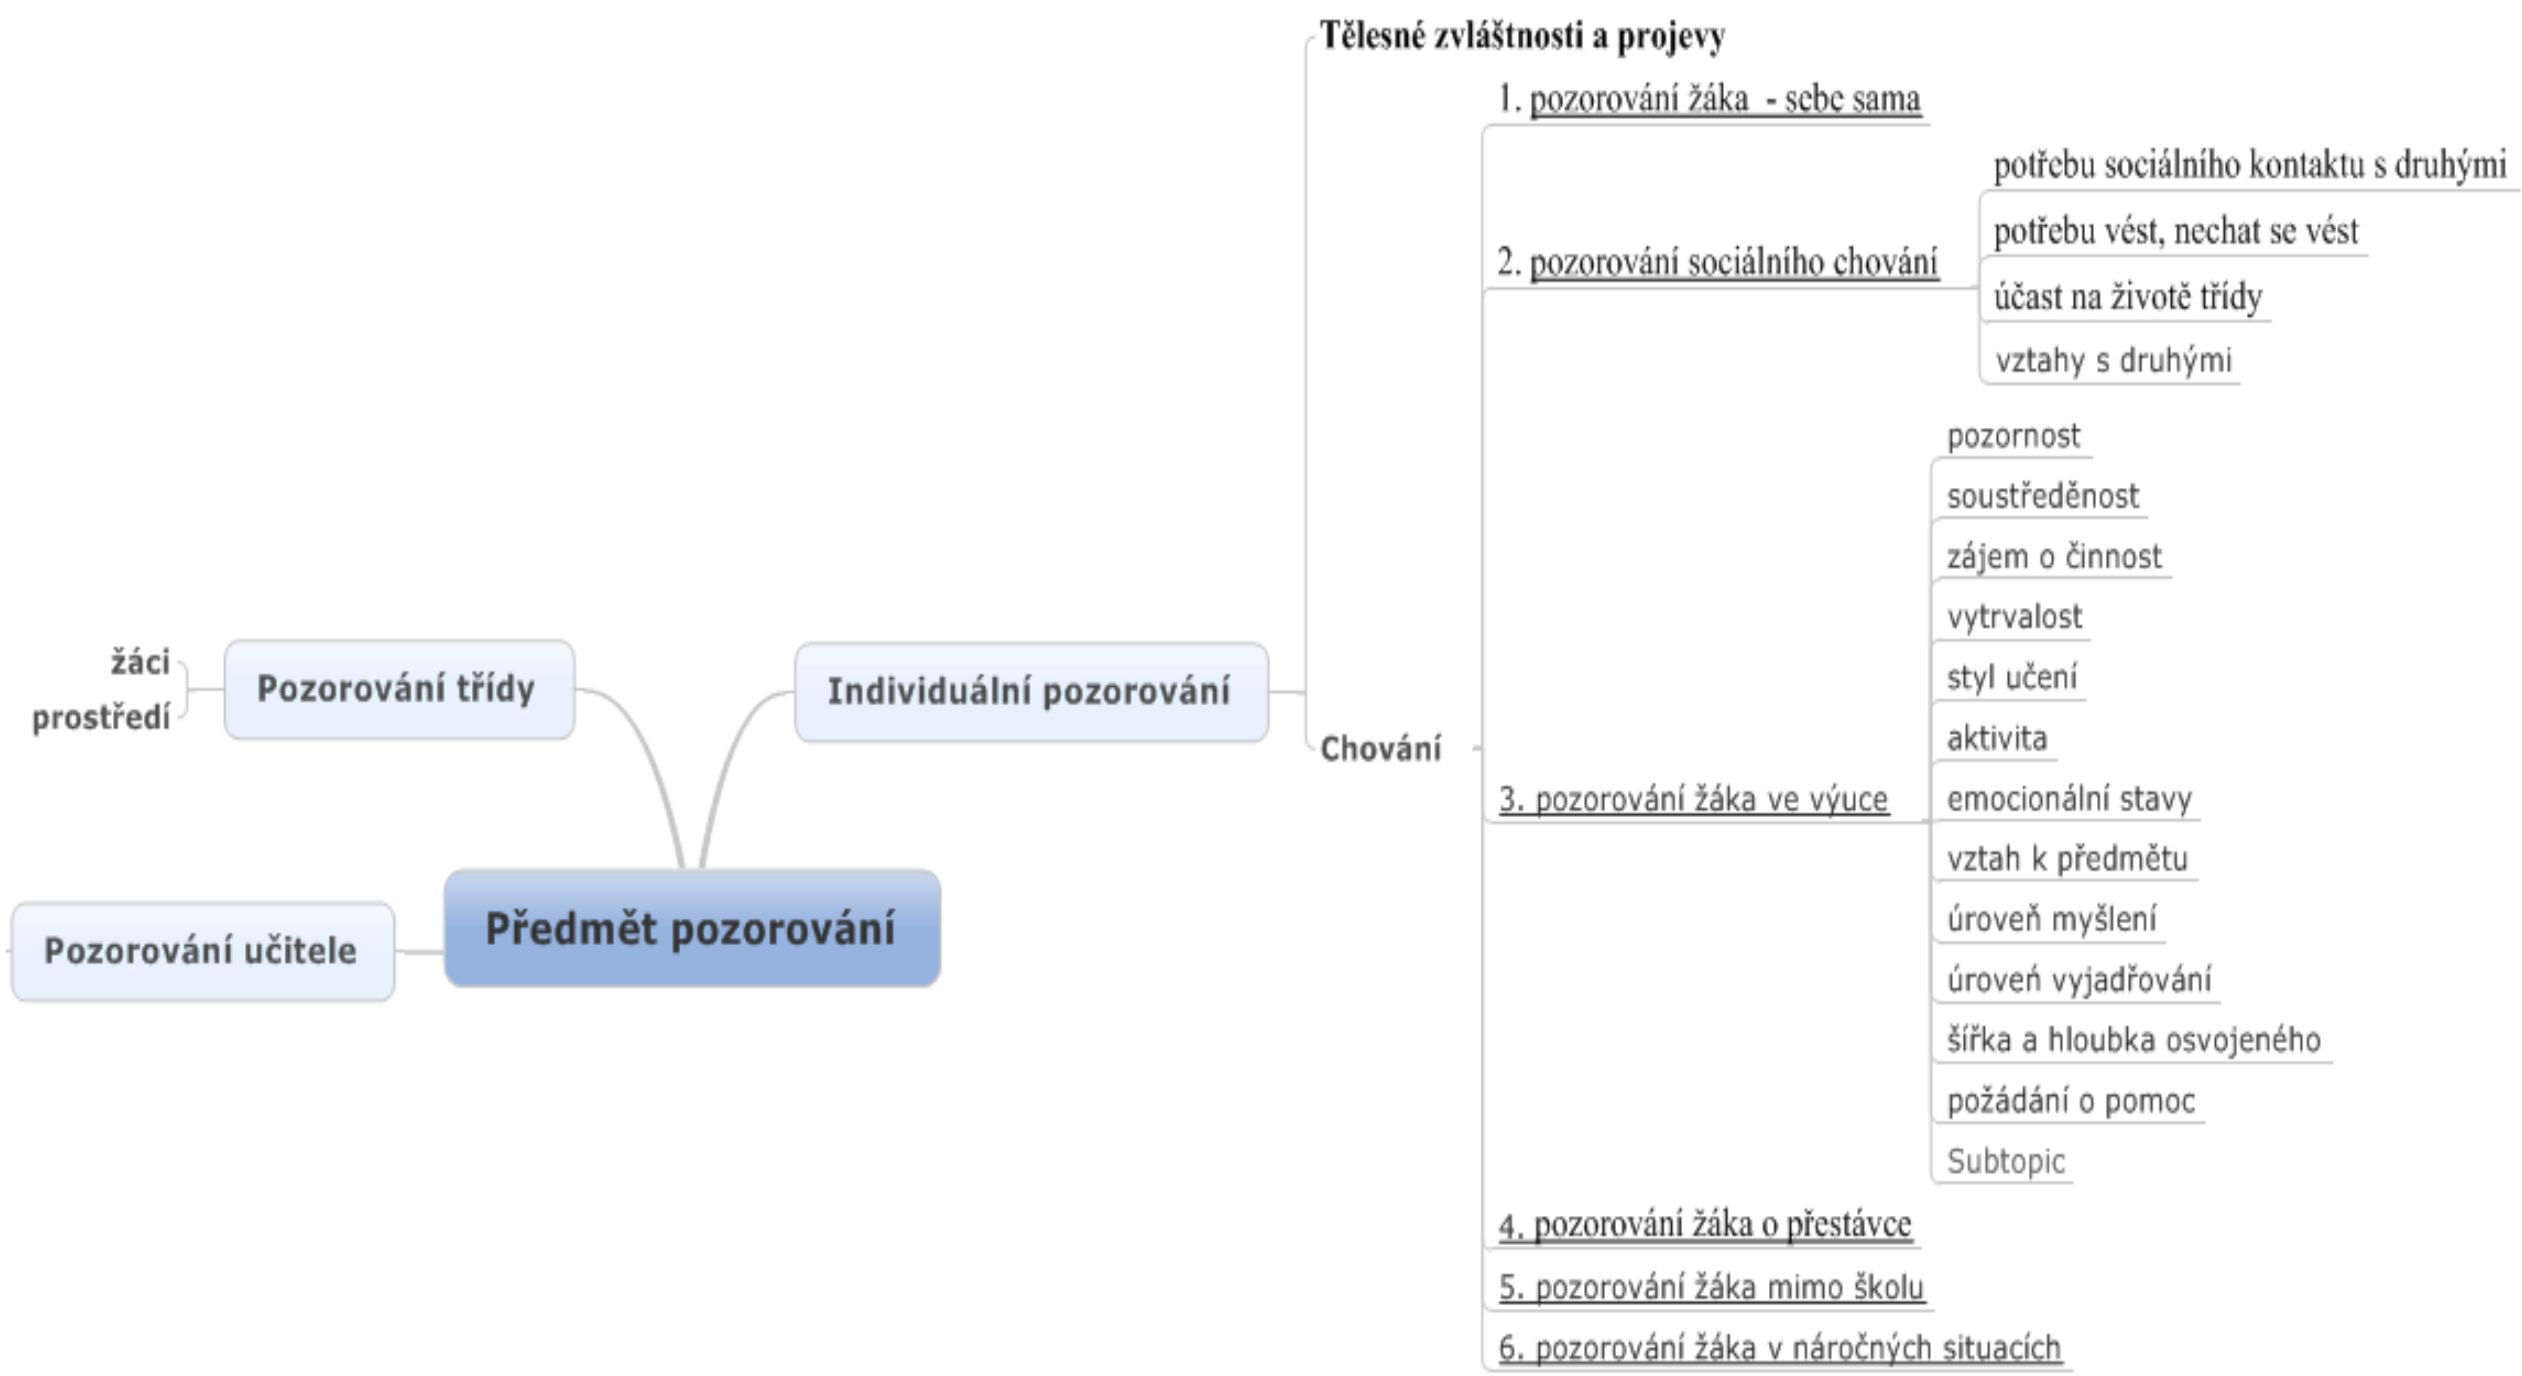 Tělesné zvláštnosti a projevy
1. pozorování žáka - sebe sama
2. pozorování sociálního chování
potřebu sociálního kontaktu s druhými
potřebu vést, nechat se vést
účast na životě třídy
vztahy s druhými
pozornost
soustředěnost
zájem o činnost
vytrvalost
styl učení
aktivita
emocionální stavy
vztah k předmětu
úroveň myšlení
úroveń vyjadřování
šířka a hloubka osvojeného
požádání o pomoc
Subtopic
3. pozorování žáka ve výuce
4. pozorování žáka o přestávce
5. pozorování žáka mimo školu
6. pozorování žáka v náročných situacích
Chování
Individuální pozorování
Pozorování třídy
žáci
prostředí
Předmět pozorování
Pozorování učitele